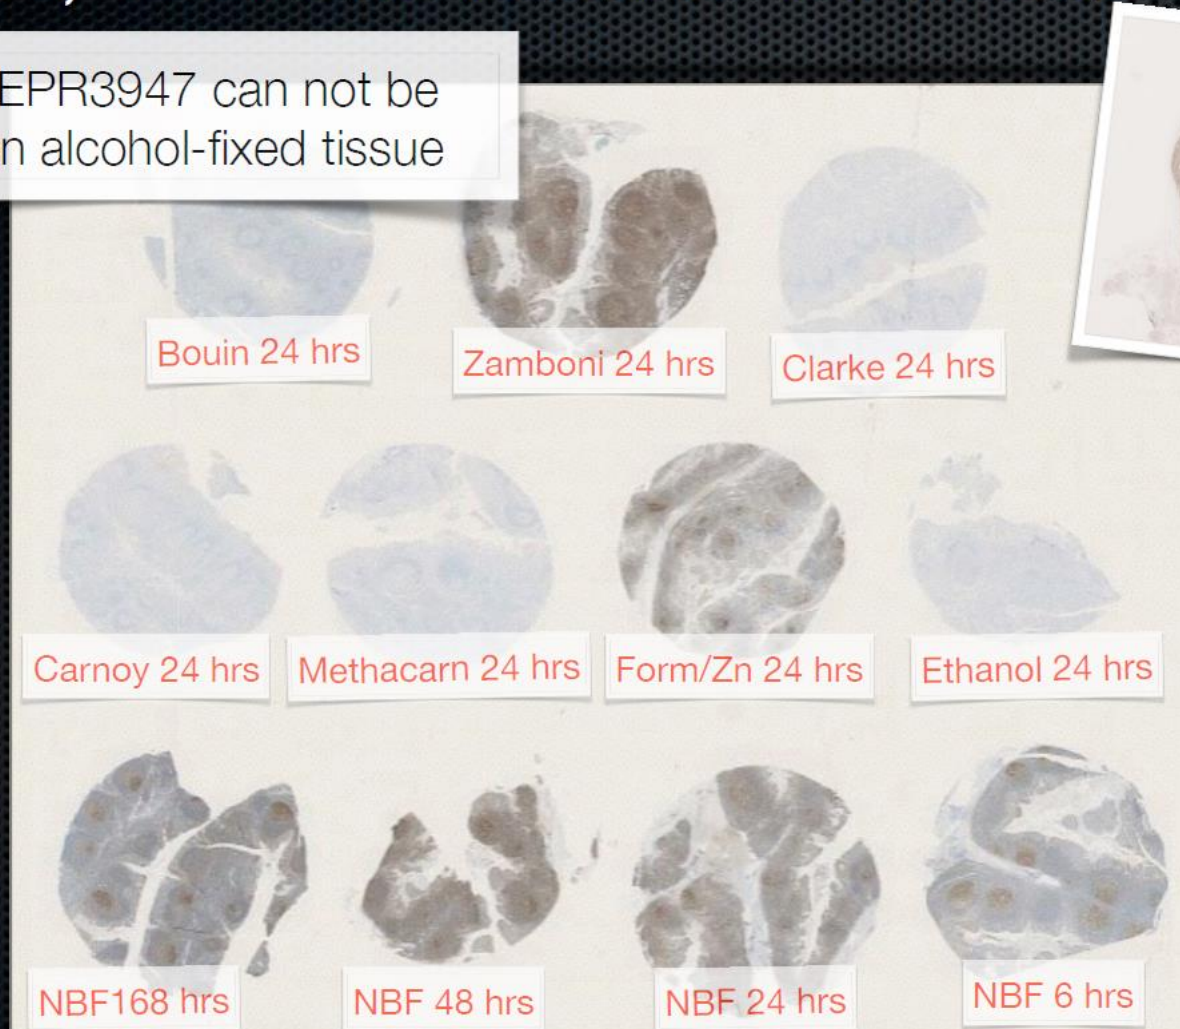 EPR3947 can not be
n alcohol-fixed tissue
Bouin 24 hrs
Zamboni 24 hrs
Clarke 24 hrs
Carnoy 24 hrs
Methacarn 24 hrs
Form/Zn 24 hrs
Ethanol 24 hrs
NBF168 hrs
NBF 48 hrs
NBF 24 hrs
NBF 6 hrs